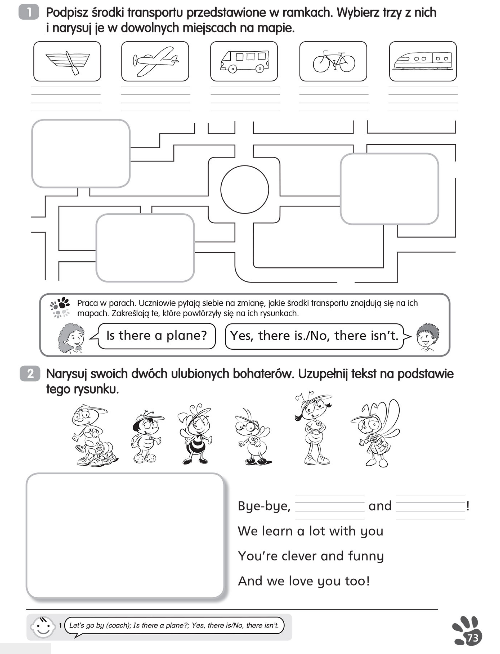 1 Podpisz środki transportu przedstawione w ramkach. Wybierz trzy z nich
i narysuj je w dowolnych miejscach na mapie.
Praca w parach. Uczniowie pytają siebie na zmianę, jakie środki transportu znajdują się na ich
mapach. Zakreślają te, które powtórzyły się na ich rysunkach.
Is there a plane? Yes, there is./No, there isn't.
2 Narysuj swoich dwóch ulubionych bohaterów. Uzupełnij tekst na podstawie
tego rysunku.
Bye-bye, and !
We learn a lot with you
You're clever and funny
And we love you too!
1 Let's go by (coach); Is there a plane?; Yes, there is/No, there isn't.
73